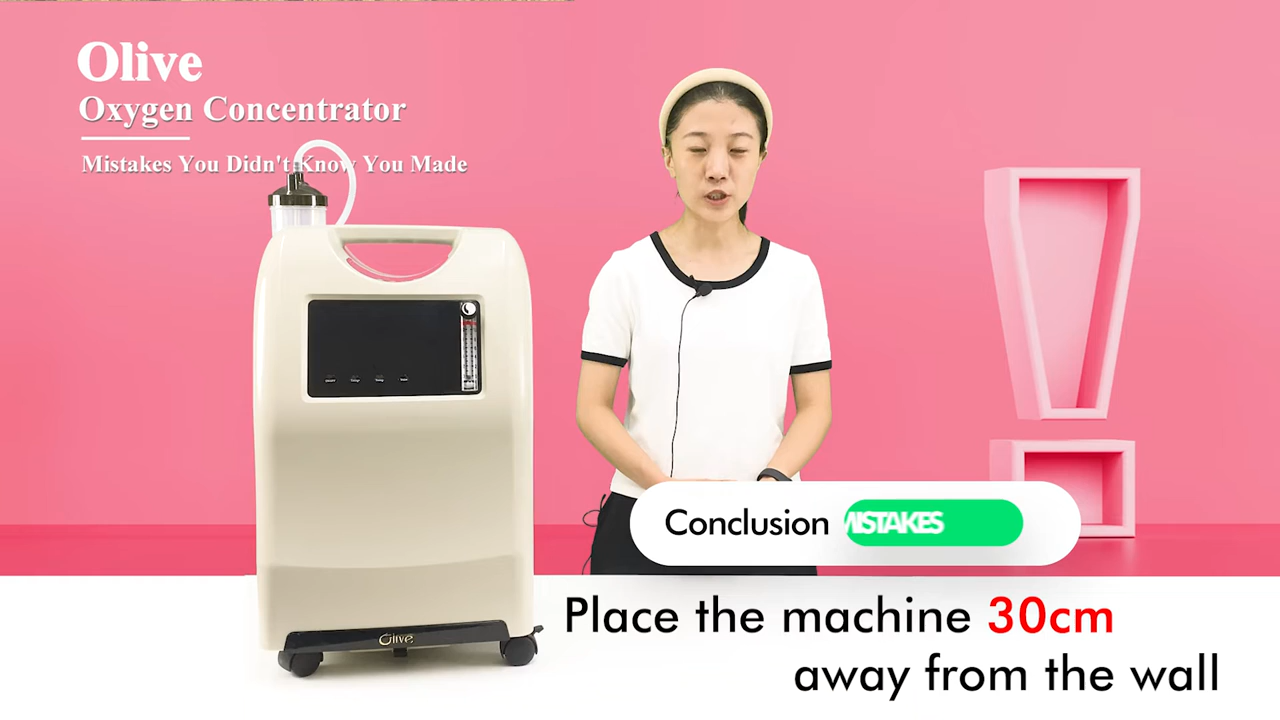 Olive
Oxygen Concentrator
Mistakes You Didn't Know You Made
Conclusion MISTAKES
Place the machine 30cm
away from the wall
Olive